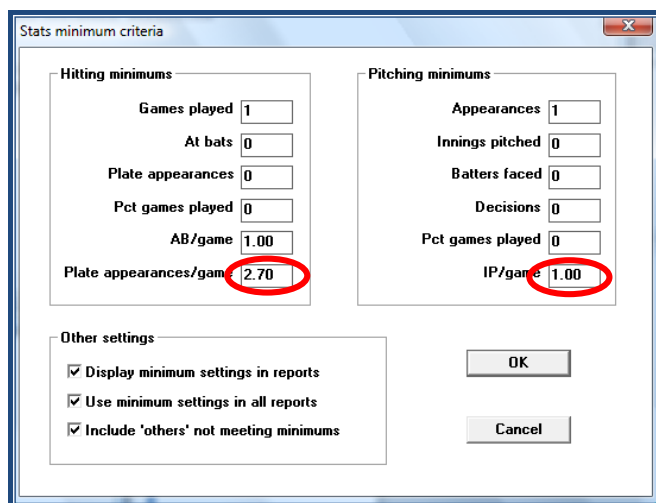 Stats minimum criteria
Hitting minimums
Games played 1
At bats 0
Plate appearances 0
Pct games played 0
AB/game 1.00
Plate appearances/game 2.70
Pitching minimums
Appearances 1
Innings pitched 0
Batters faced 0
Decisions 0
Pct games played 0
IP/game 1.00
Other settings
Display minimum settings in reports
Use minimum settings in all reports
Include 'others' not meeting minimums
OK
Cancel